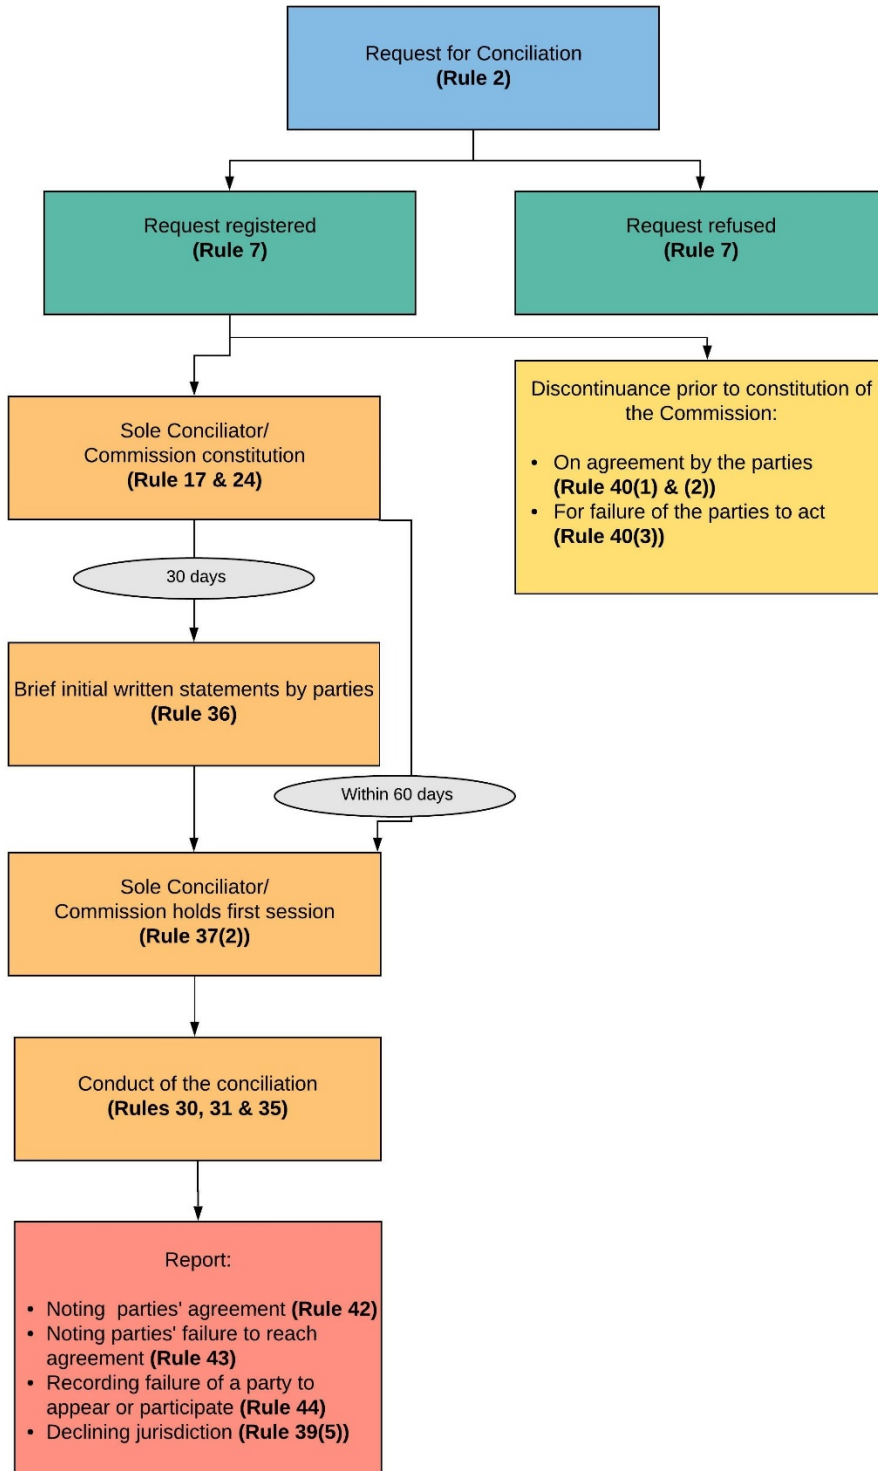 Request for Conciliation
(Rule 2)
Request registered
(Rule 7)
Request refused
(Rule 7)
Discontinuance prior to constitution of
the Commission:
• On agreement by the parties
(Rule 40(1) & (2))
• For failure of the parties to act
(Rule 40(3))
Sole Conciliator/
Commission constitution
(Rule 17 & 24)
30 days
Brief initial written statements by parties
(Rule 36)
Within 60 days
Sole Conciliator/
Commission holds first session
(Rule 37(2))
Conduct of the conciliation
(Rules 30, 31 & 35)
Report:
• Noting parties' agreement (Rule 42)
• Noting parties' failure to reach
agreement (Rule 43)
• Recording failure of a party to
appear or participate (Rule 44)
• Declining jurisdiction (Rule 39(5))